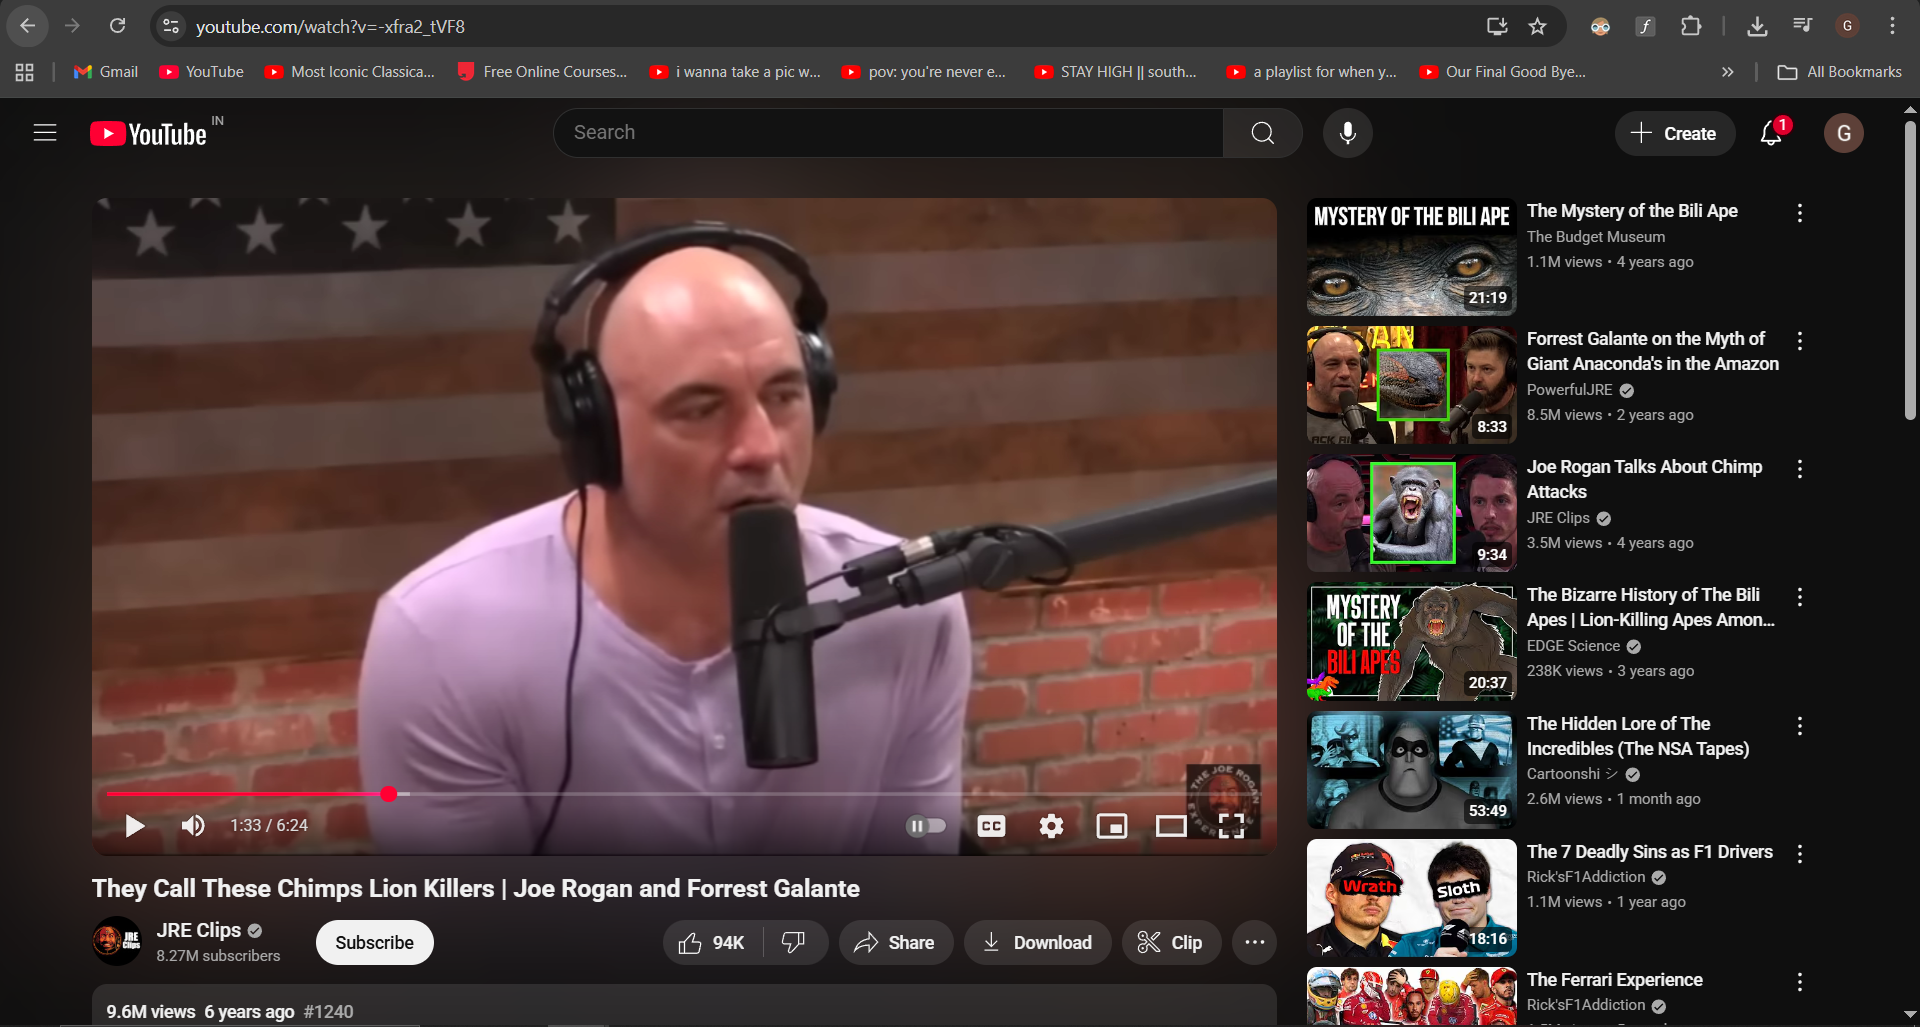 youtube.com/watch?v=-xfra2_tVF8
G
Gmail
YouTube
Most Iconic Classica...
Free Online Courses...
i wanna take a pic w...
pov: you're never e...
STAY HIGH || south...
a playlist for when y...
Our Final Good Bye...
All Bookmarks
YouTube IN
Search
Create
1
G
THE JOE ROGAN
1:33 / 6:24
CC
They Call These Chimps Lion Killers | Joe Rogan and Forrest Galante
JRE Clips
JRE Clips
8.27M subscribers
Subscribe
94K
Share
Download
Clip
9.6M views 6 years ago #1240
MYSTERY OF THE BILI APE
21:19
The Mystery of the Bili Ape
The Budget Museum
1.1M views • 4 years ago
8:33
Forrest Galante on the Myth of
Giant Anaconda's in the Amazon
PowerfulJRE
8.5M views • 2 years ago
9:34
Joe Rogan Talks About Chimp
Attacks
JRE Clips
3.5M views • 4 years ago
MYSTERY
OF THE
BILI APES
20:37
The Bizarre History of The Bili
Apes | Lion-Killing Apes Amon...
EDGE Science
238K views • 3 years ago
53:49
The Hidden Lore of The
Incredibles (The NSA Tapes)
Cartoonshi シ
2.6M views • 1 month ago
Wrath
Sloth
18:16
The 7 Deadly Sins as F1 Drivers
Rick'sF1Addiction
1.1M views • 1 year ago
The Ferrari Experience
Rick'sF1Addiction